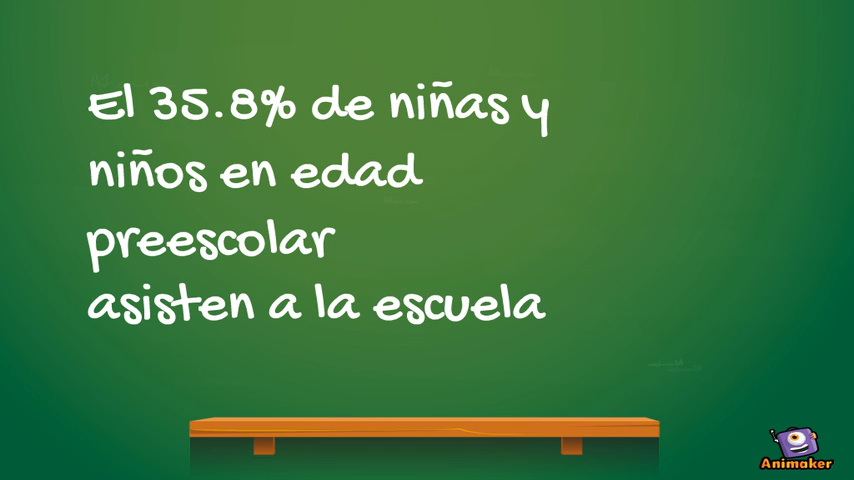 El 35.8% de niñas y
niños en edad
preescolar
asisten a la escuela
Animaker